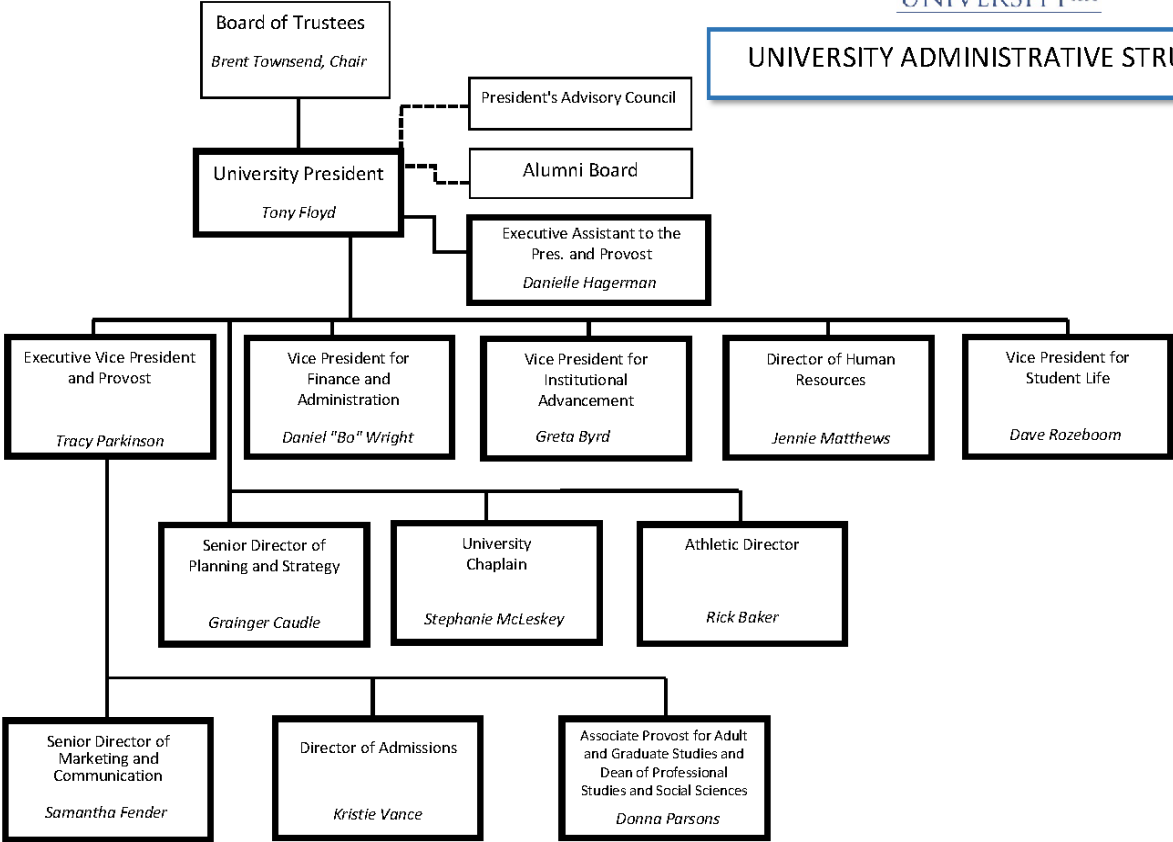 Board of Trustees
Brent Townsend, Chair
UNIVERSITY ADMINISTRATIVE
President's Advisory Council
Alumni Board
University President
Tony Floyd
Executive Assistant to the
Pres. and Provost
Danielle Hagerman
Executive Vice President
and Provost
Tracy Parkinson
Vice President for
Finance and
Administration
Daniel "Bo" Wright
Vice President for
Institutional
Advancement
Greta Byrd
Director of Human
Resources
Jennie Matthews
Vice President for
Student Life
Dave Rozeboom
Senior Director of
Planning and Strategy
Grainger Caudle
University
Chaplain
Stephanie McLeskey
Athletic Director
Rick Baker
Senior Director of
Marketing and
Communication
Samantha Fender
Director of Admissions
Kristie Vance
Associate Provost for Adult
and Graduate Studies and
Dean of Professional
Studies and Social Sciences
Donna Parsons